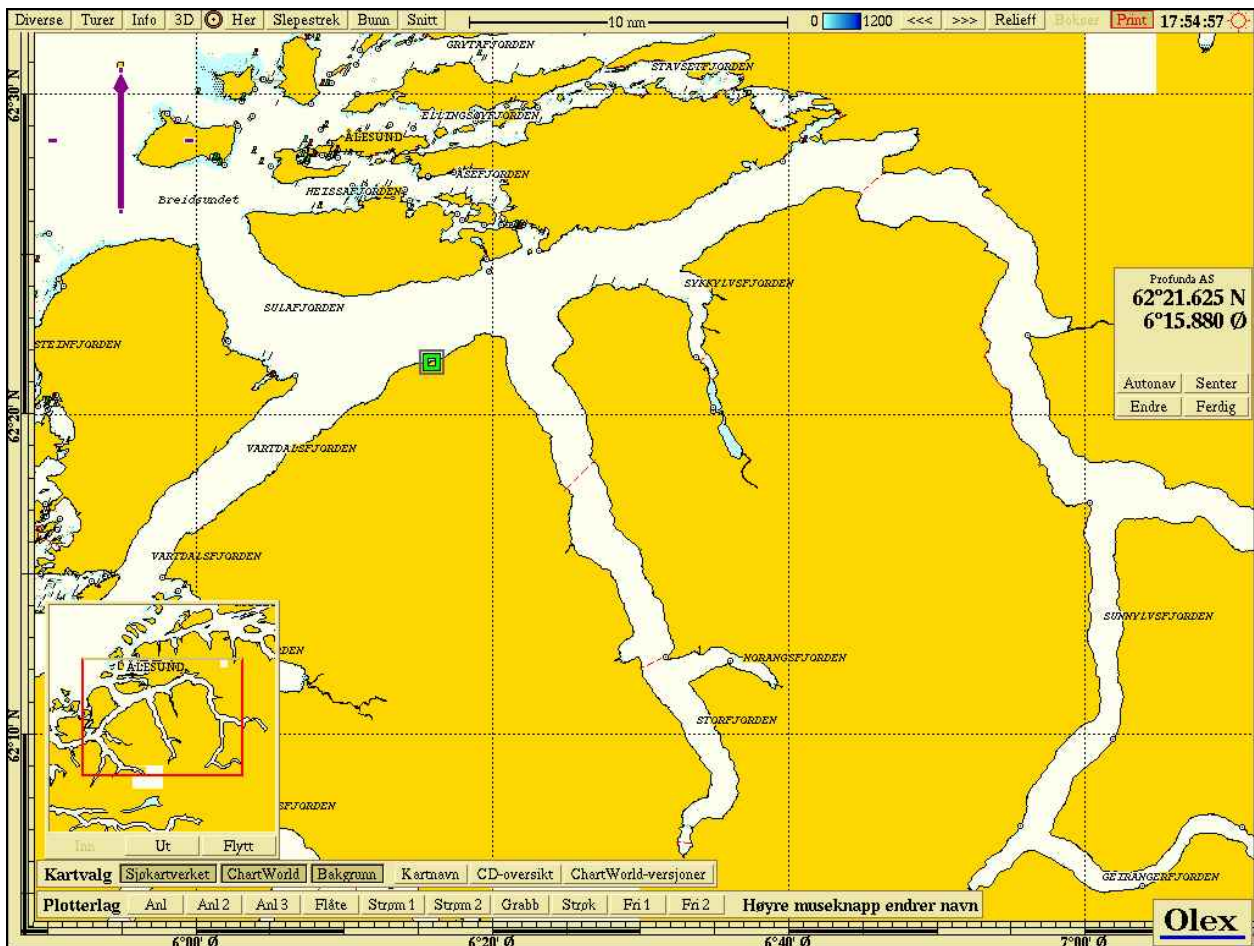 Diverse Turer Info 3D Her Slepestrek Bunn Snitt 10 nm 0 1200 <<< >>> Relieff Bokser Print 17:54:57
GRYTAFJORDEN
STAVSETFJORDEN
62°30' N
ELLINGSØYFJORDEN
ÅLESUND
ÅSEFJORDEN
HEISSAFJORDEN
Breidsundet
Profunda AS
62°21.625 N
6°15.880 Ø
SYKKYLVSFJORDEN
SULAFJORDEN
STEINFJORDEN
Autonav Senter
Endre Ferdig
62°20' N
VARTDALSFJORDEN
VARTDALSFJORDEN
SUNNYLVSFJORDEN
RDEN
NORANGSFJORDEN
ÅLESUND
STORFJORDEN
62°10' N
SFJORDEN
Inn Ut Flytt
Kartvalg Sjøkartverket ChartWorld Bakgrunn Kartnavn CD-oversikt ChartWorld-versjoner
GEIRANGERFJORDEN
Plotterlag Anl Anl 2 Anl 3 Flåte Strøm 1 Strøm 2 Grabb Strøk Fri 1 Fri 2 Høyre museknapp endrer navn
Olex
6°00' Ø 6°20' Ø 6°40' Ø 7°00' Ø